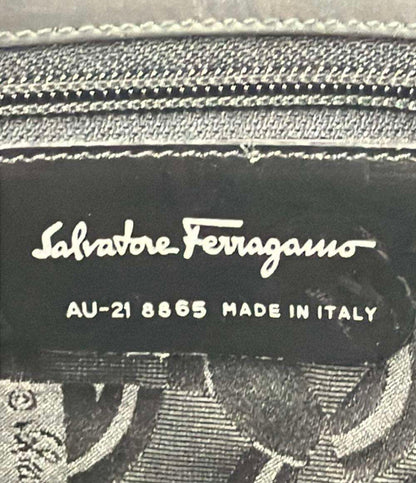 Salvatore Ferragamo
AU-21 8865 MADE IN ITALY
©